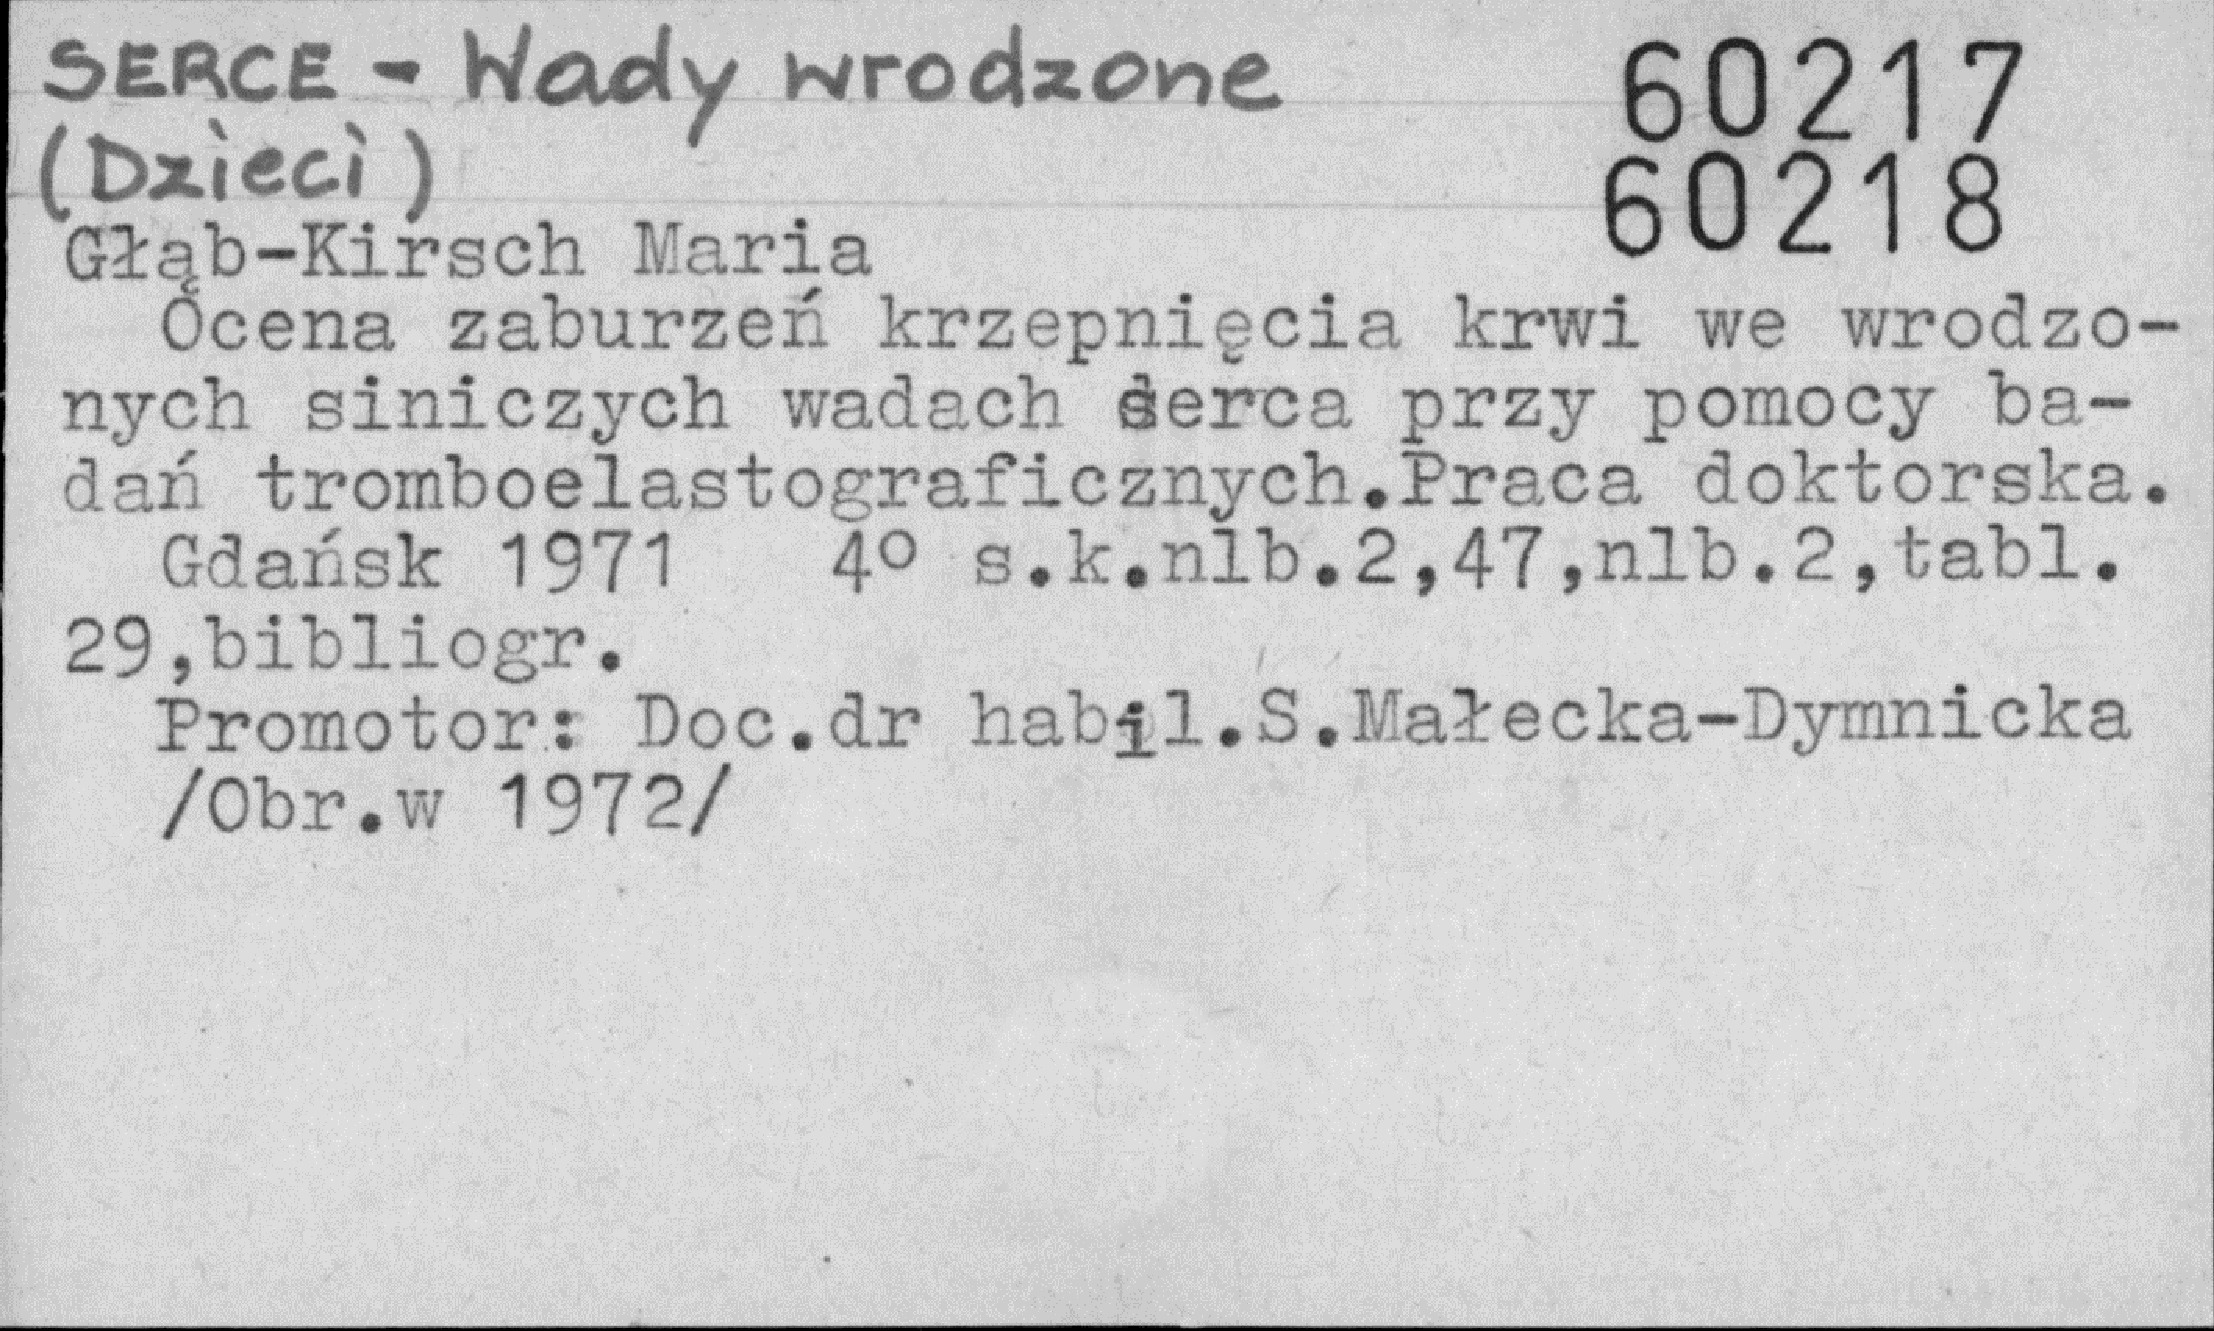 SERCE - Wady wrodzone
60217
(Dzieci)
60218
Głąb-Kirsch Maria
Ocena zaburzeń krzepnięcia krwi we wrodzo-
nych siniczych wadach serca przy pomocy ba-
dań tromboelastograficznych.Praca doktorska.
Gdańsk 1971 4º s.k.nlb.2,47,nlb.2,tabl.
29,bibliogr.
Promotor: Doc.dr habil.S.Małecka-Dymnicka
/Obr.w 1972/